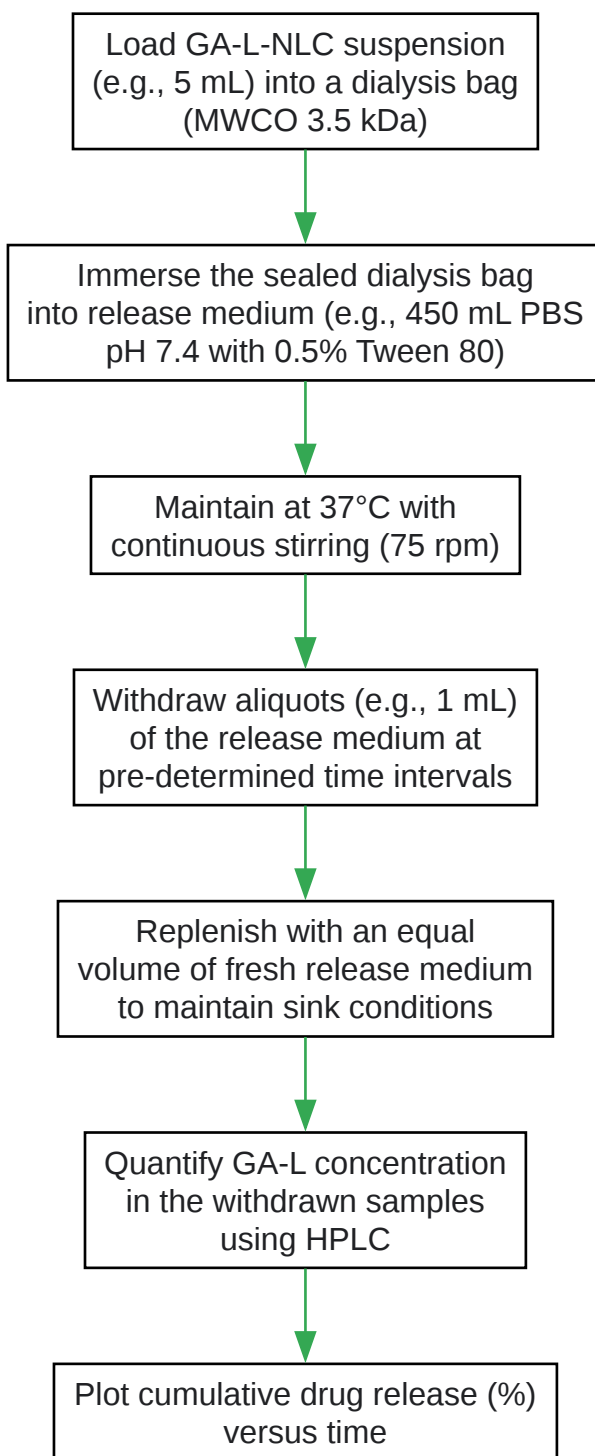 Load GA-L-NLC suspension
(e.g., 5 mL) into a dialysis bag
(MWCO 3.5 kDa)
Immerse the sealed dialysis bag
into release medium (e.g., 450 mL PBS
pH 7.4 with 0.5% Tween 80)
Maintain at 37°C with
continuous stirring (75 rpm)
Withdraw aliquots (e.g., 1 mL)
of the release medium at
pre-determined time intervals
Replenish with an equal
volume of fresh release medium
to maintain sink conditions
Quantify GA-L concentration
in the withdrawn samples
using HPLC
Plot cumulative drug release (%)
versus time